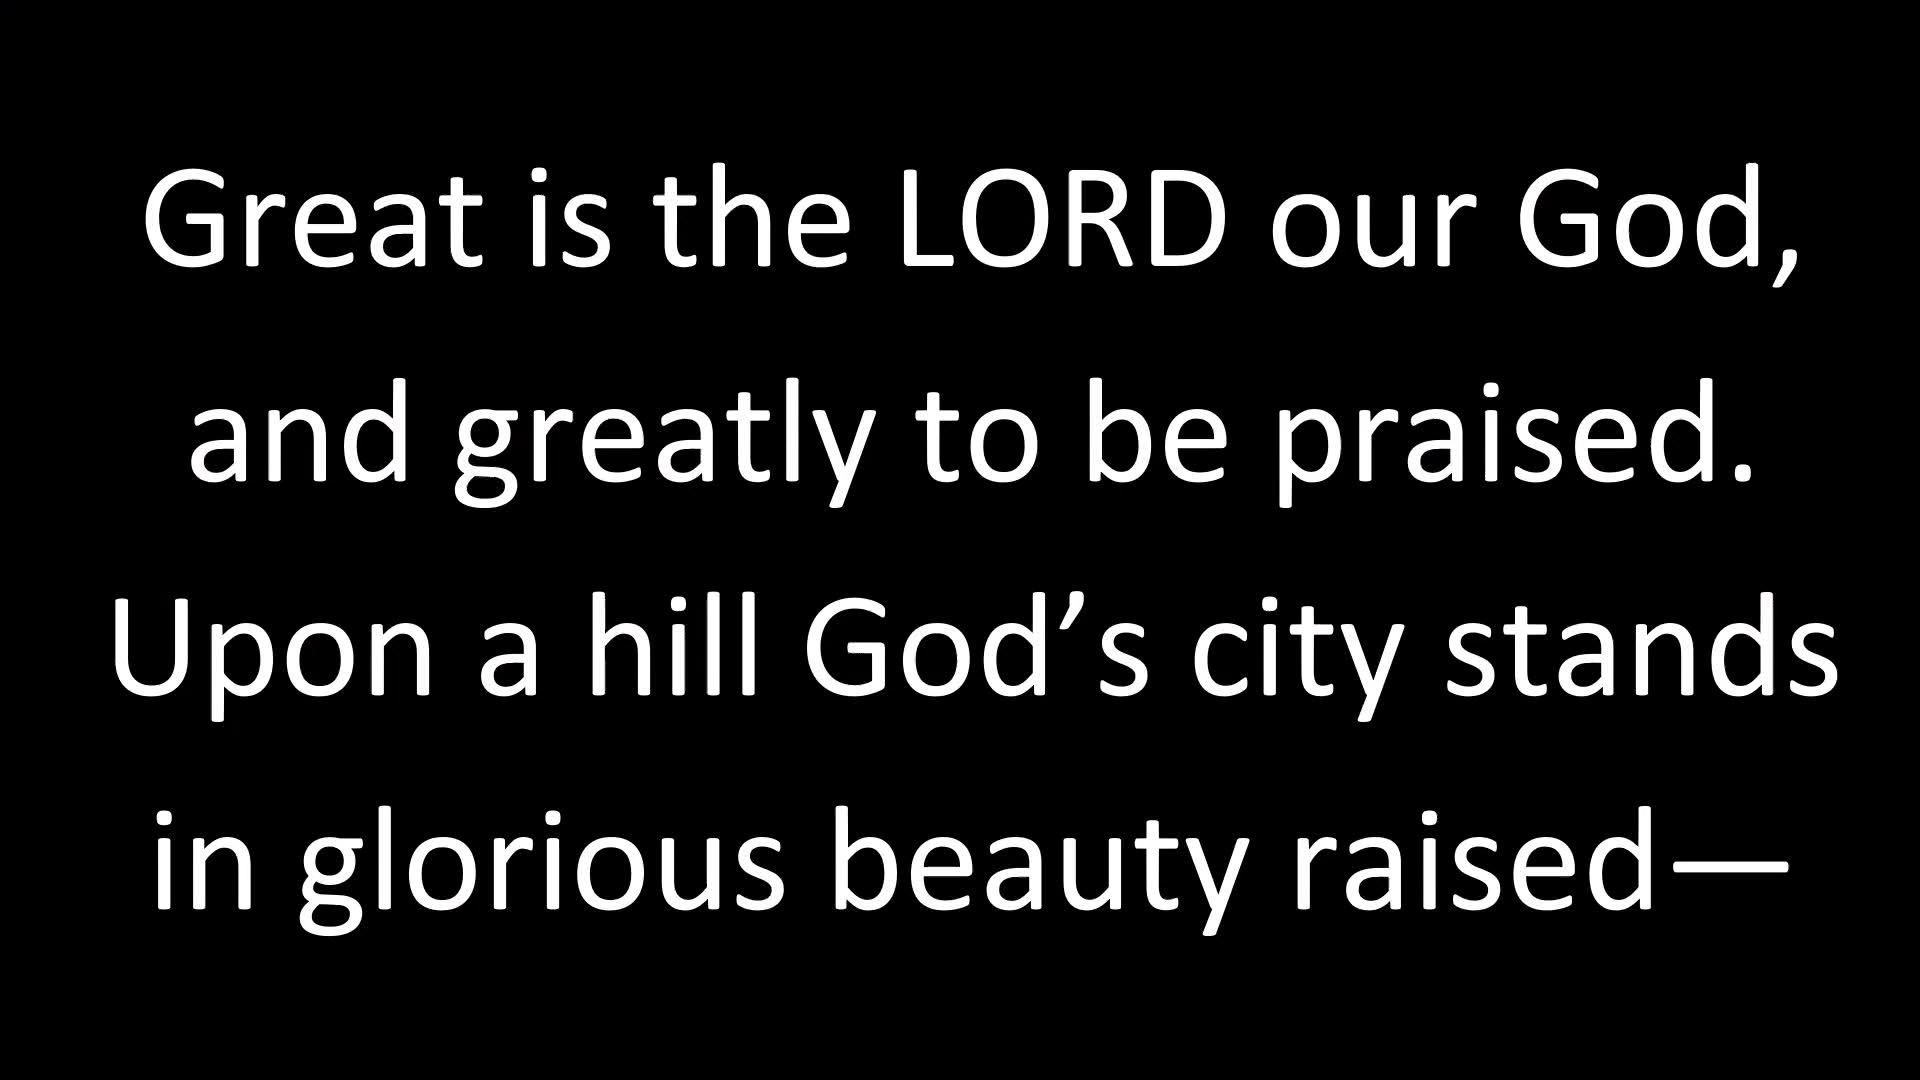 Great is the LORD our God,
and greatly to be praised.
Upon a hill God’s city stands
in glorious beauty raised—